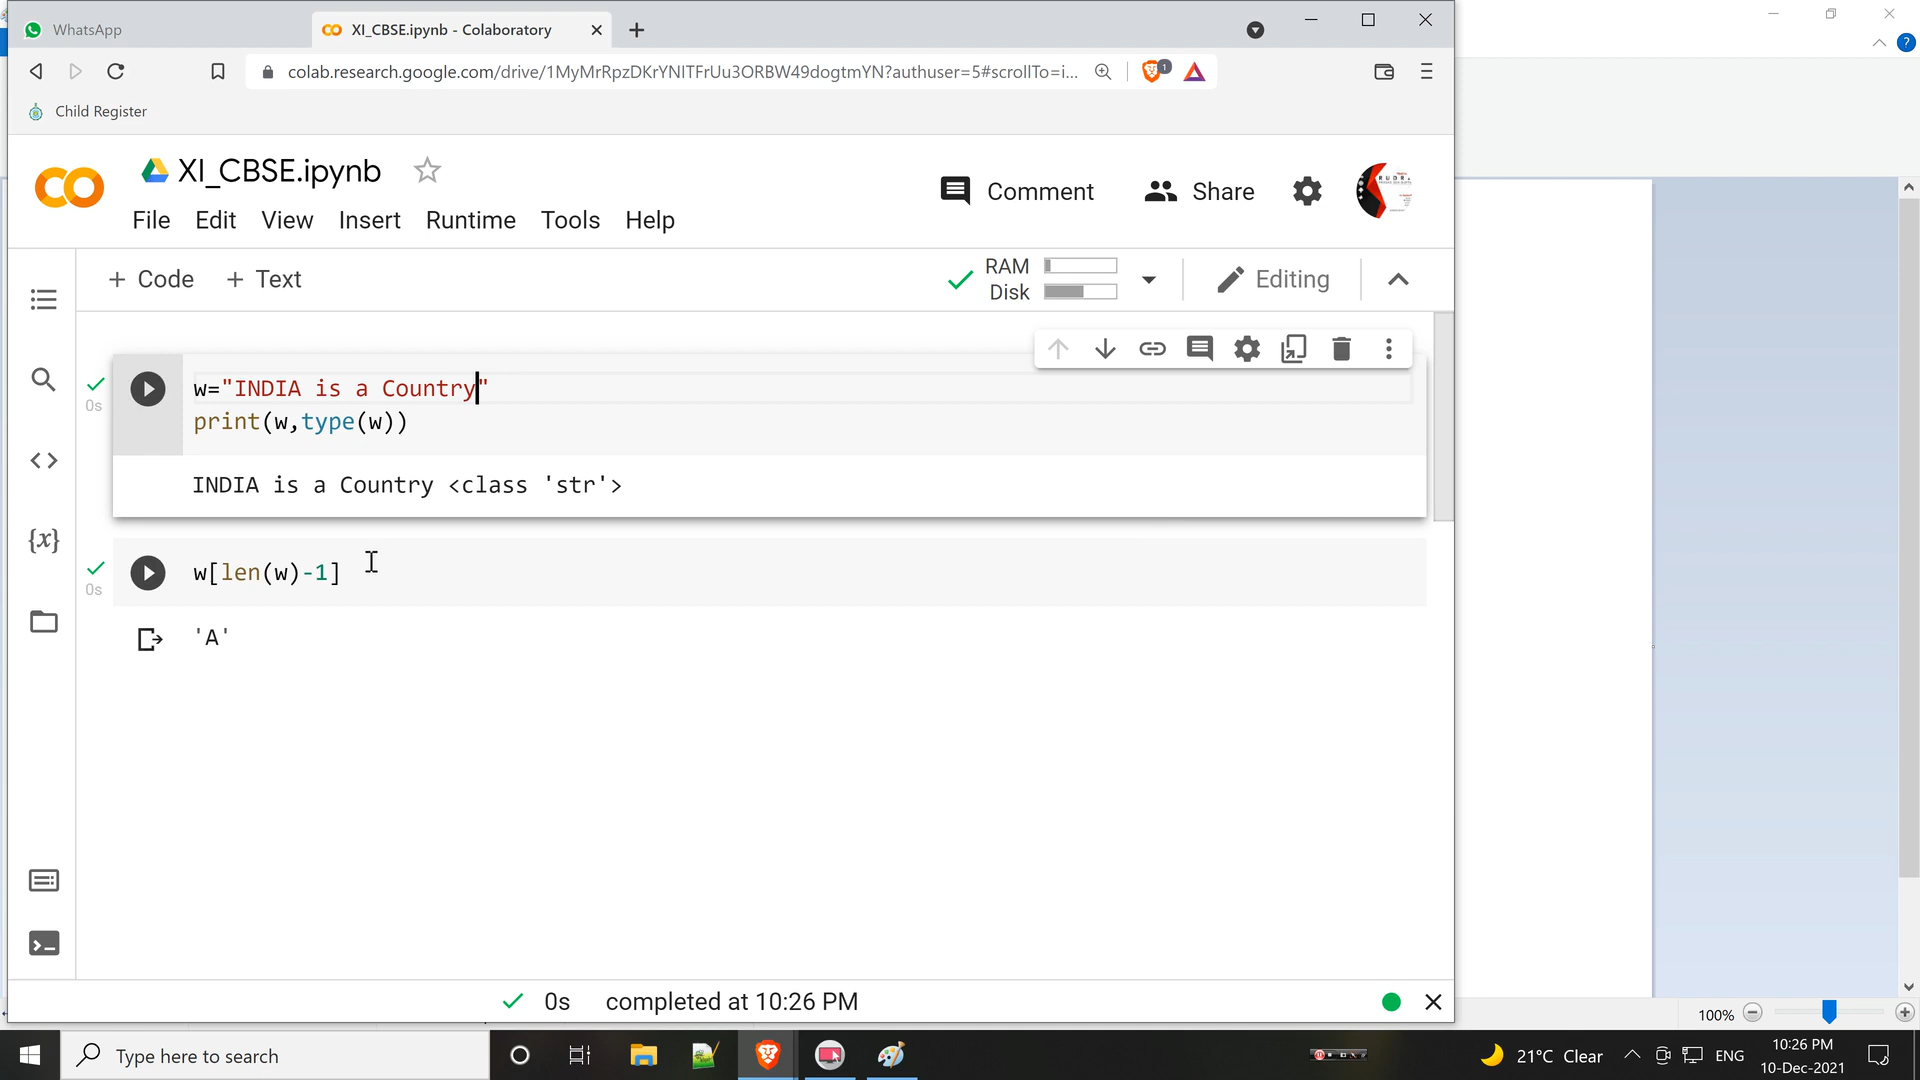 WhatsApp
XI_CBSE.ipynb - Colaboratory
colab.research.google.com/drive/1MyMrRpzDKrYNITFrUu3ORBW49dogtmYN?authuser=5#scrollTo=i...
1
Child Register
XI_CBSE.ipynb
Comment
Share
File Edit View Insert Runtime Tools Help
+ Code + Text
RAM
Disk
Editing
w="INDIA is a Country"
0s
print(w,type(w))
INDIA is a Country <class 'str'>
{x}
w[len(w)-1]
0s
'A'
0s completed at 10:26 PM
100%
Type here to search
21°C Clear
ENG
10:26 PM
10-Dec-2021